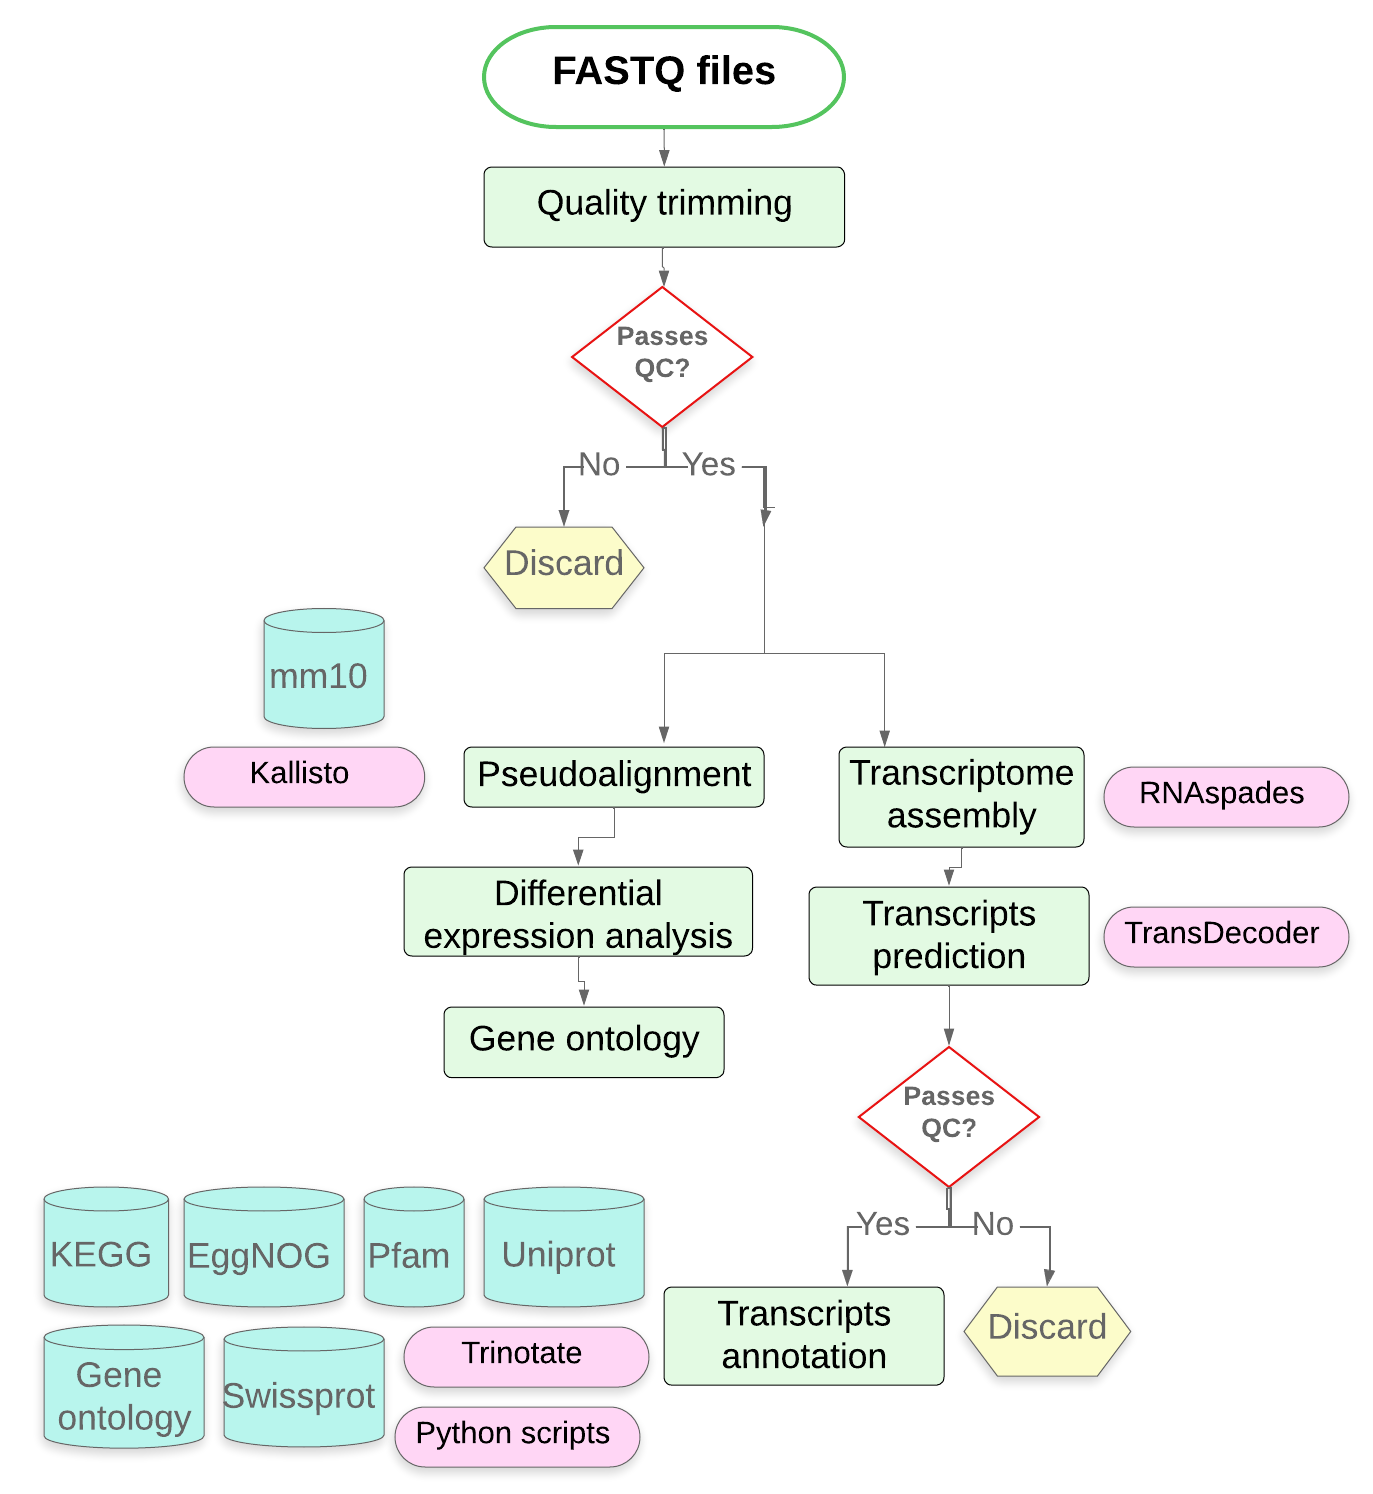 FASTQ files
Quality trimming
Passes
QC?
No
Yes
Discard
mm10
Kallisto
Pseudoalignment
Transcriptome
assembly
RNAspades
Differential
expression analysis
Transcripts
prediction
TransDecoder
Gene ontology
Passes
QC?
Yes
No
KEGG
EggNOG
Pfam
Uniprot
Transcripts
annotation
Discard
Gene
ontology
Swissprot
Trinotate
Python scripts